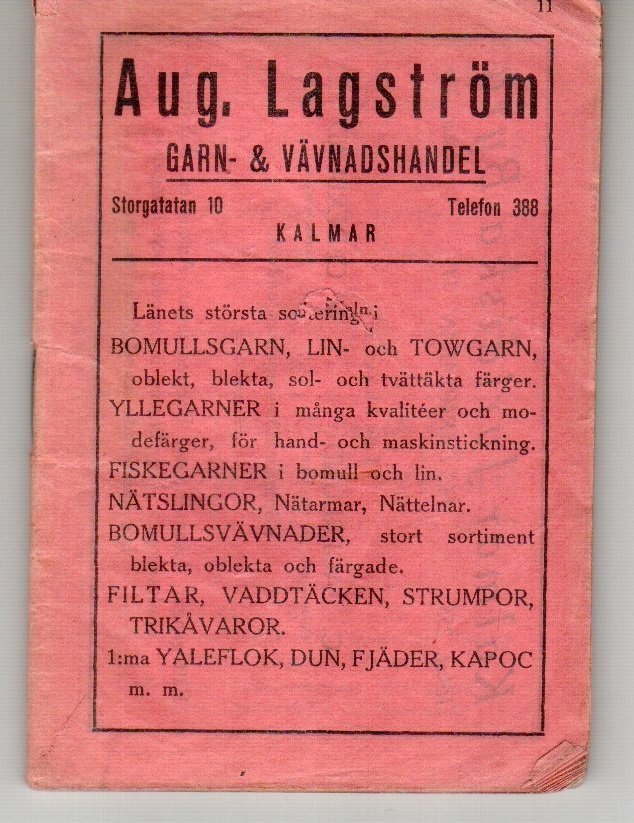 11
Aug. Lagström
GARN- & VÄVNADSHANDEL
Storgatatan 10 Telefon 388
KALMAR
Länets största i
BOMULLSGARN, LIN- och TOWGARN,
oblekt, blekta, sol- och tvättäkta färger.
YLLEGARNER i många kvalitéer och mo-
defärger, för hand- och maskinstickning.
FISKEGARNER i bomull och lin.
NÄTSLINGOR, Nätarmar, Nättelnar.
BOMULLSVÄVNADER, stort sortiment
blekta, oblekta och färgade.
FILTAR, VADDTÄCKEN, STRUMPOR,
TRIKÅVAROR.
1:ma YALEFLOK, DUN, FJÄDER, KAPOC
m. m.